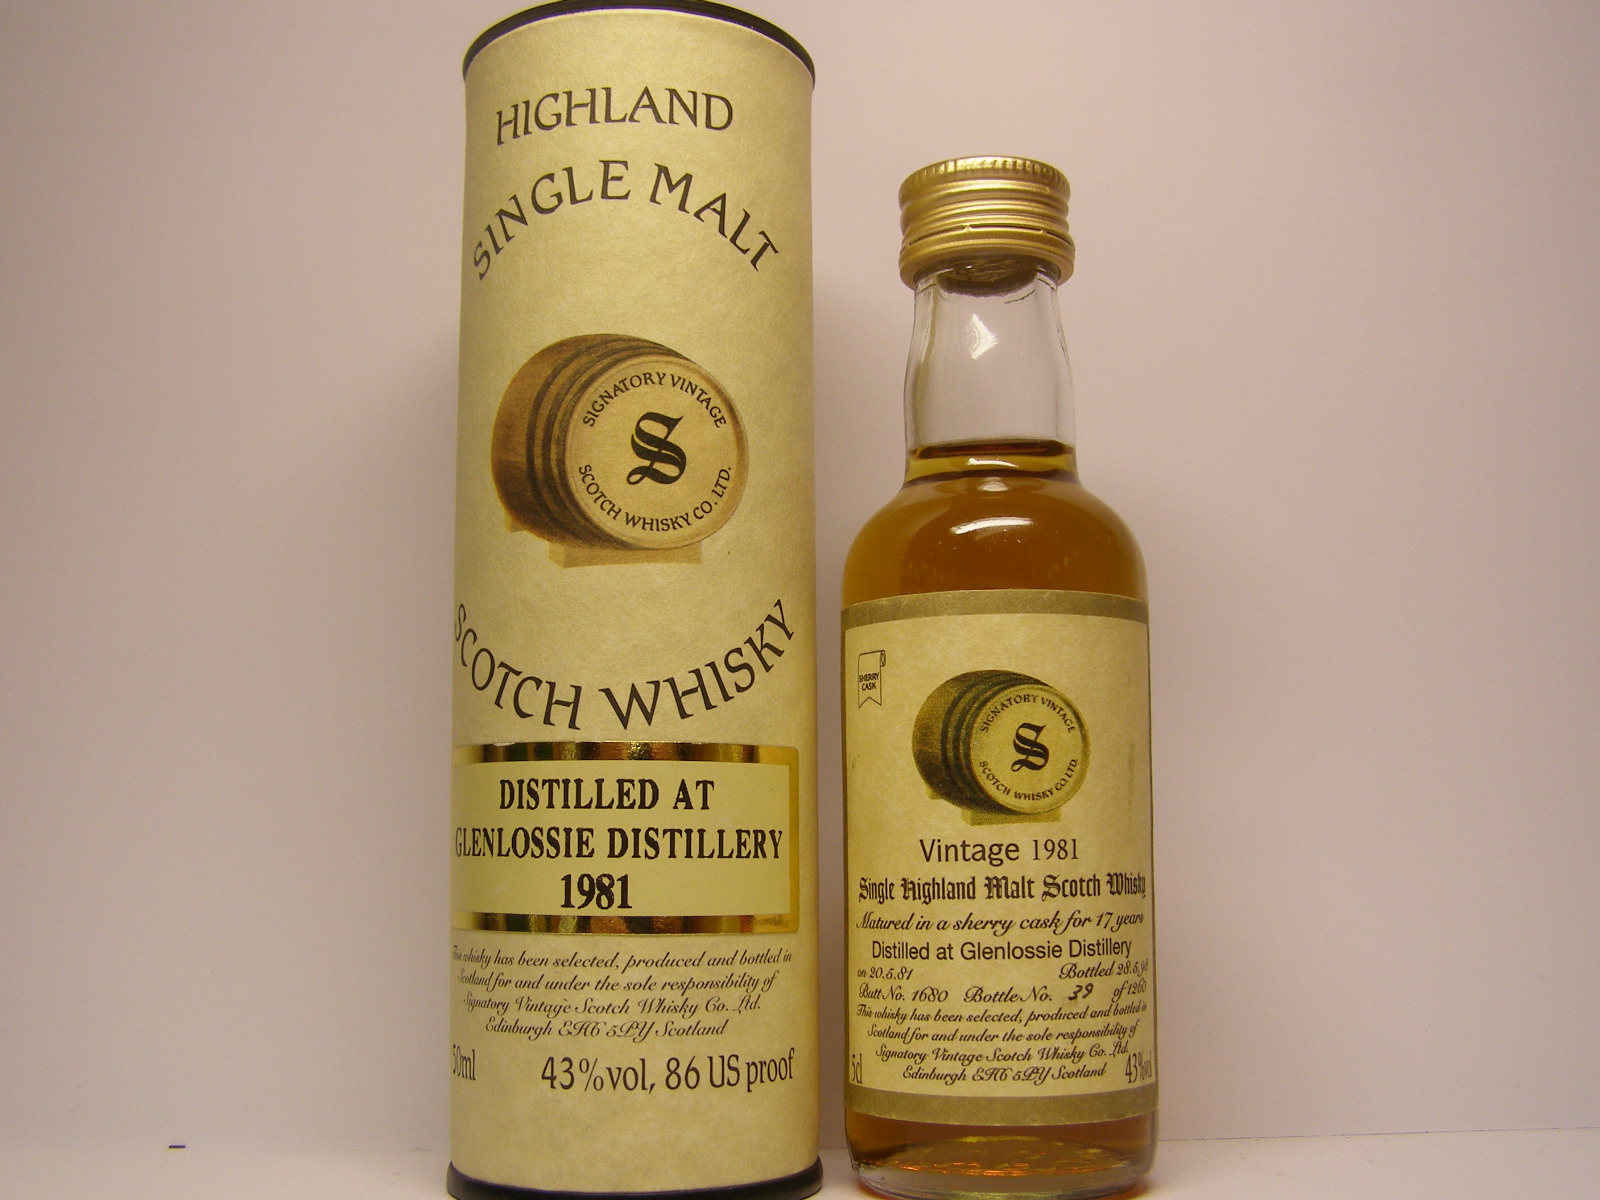 HIGHLAND
SINGLE MALT
SIGNATORY VINTAGE
S
SCOTCH WHISKY CO. LTD.
SCOTCH WHISKY
DISTILLED AT
GLENLOSSIE DISTILLERY
1981
This whisky has been selected, produced and bottled in
Scotland for and under the sole responsibility of
Signatory Vintage Scotch Whisky Co. Ltd.
Edinburgh EH6 5PY Scotland
50ml 43%vol, 86 US proof
SHERRY
CASK
SIGNATORY VINTAGE
S
SCOTCH WHISKY CO. LTD.
Vintage 1981
Single Highland Malt Scotch Whisky
Matured in a sherry cask for 17 years
Distilled at Glenlossie Distillery
on 20.5.81 Bottled 28.5.98
Butt No. 1680 Bottle No. 39 of 1260
This whisky has been selected, produced and bottled in
Scotland for and under the sole responsibility of
Signatory Vintage Scotch Whisky Co. Ltd.
Edinburgh EH6 5PY Scotland
5cl 43%vol